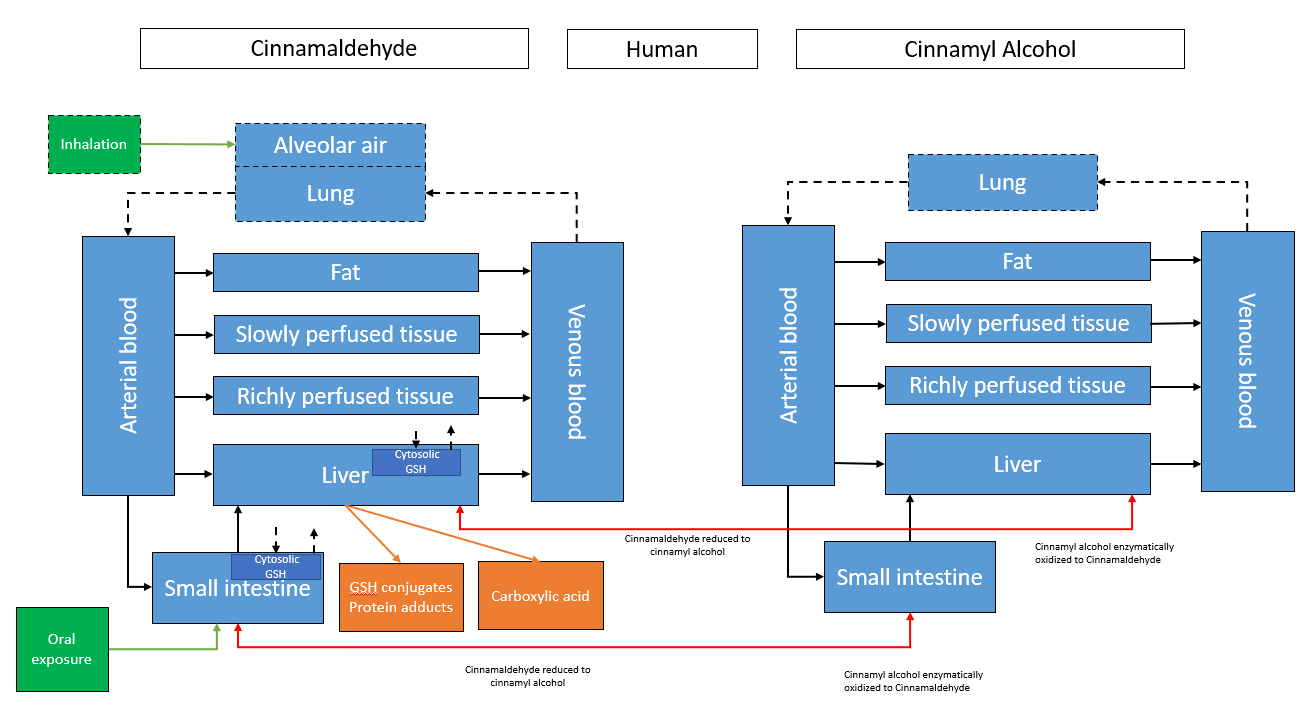 Cinnamaldehyde
Human
Cinnamyl Alcohol
Inhalation
Alveolar air
Lung
Arterial blood
Fat
Slowly perfused tissue
Richly perfused tissue
Liver
Cytosolic
GSH
Venous blood
Cytosolic
GSH
Small intestine
GSH conjugates
Protein adducts
Carboxylic acid
Oral
exposure
Lung
Arterial blood
Fat
Slowly perfused tissue
Richly perfused tissue
Liver
Venous blood
Small intestine
Cinnamaldehyde reduced to
cinnamyl alcohol
Cinnamyl alcohol enzymatically
oxidized to Cinnamaldehyde
Cinnamaldehyde reduced to
cinnamyl alcohol
Cinnamyl alcohol enzymatically
oxidized to Cinnamaldehyde